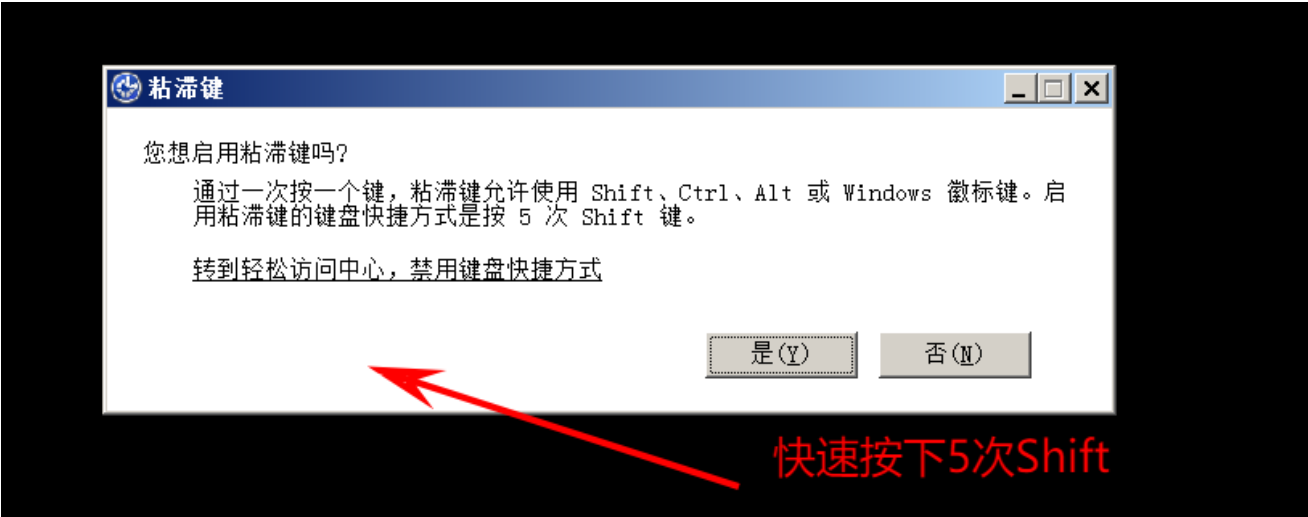 粘滞键
您想启用粘滞键吗?
通过一次按一个键，粘滞键允许使用 Shift、Ctrl、Alt 或 Windows 徽标键。启
用粘滞键的键盘快捷方式是按 5 次 Shift 键。
转到轻松访问中心，禁用键盘快捷方式
是(Y) 否(N)
快速按下5次Shift